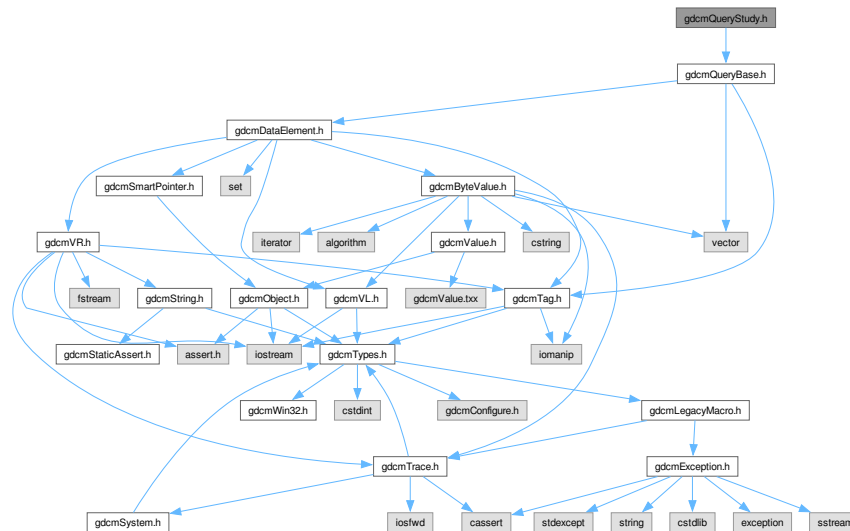 gdcmQueryStudy.h
gdcmQueryBase.h
gdcmDataElement.h
gdcmSmartPointer.h
set
gdcmByteValue.h
gdcmVR.h
iterator
algorithm
gdcmValue.h
cstring
vector
fstream
gdcmString.h
gdcmObject.h
gdcmVL.h
gdcmValue.txx
gdcmTag.h
gdcmStaticAssert.h
assert.h
iostream
gdcmTypes.h
iomanip
gdcmWin32.h
cstdint
gdcmConfigure.h
gdcmLegacyMacro.h
gdcmTrace.h
gdcmException.h
gdcmSystem.h
iosfwd
cassert
stdexcept
string
cstdlib
exception
sstream